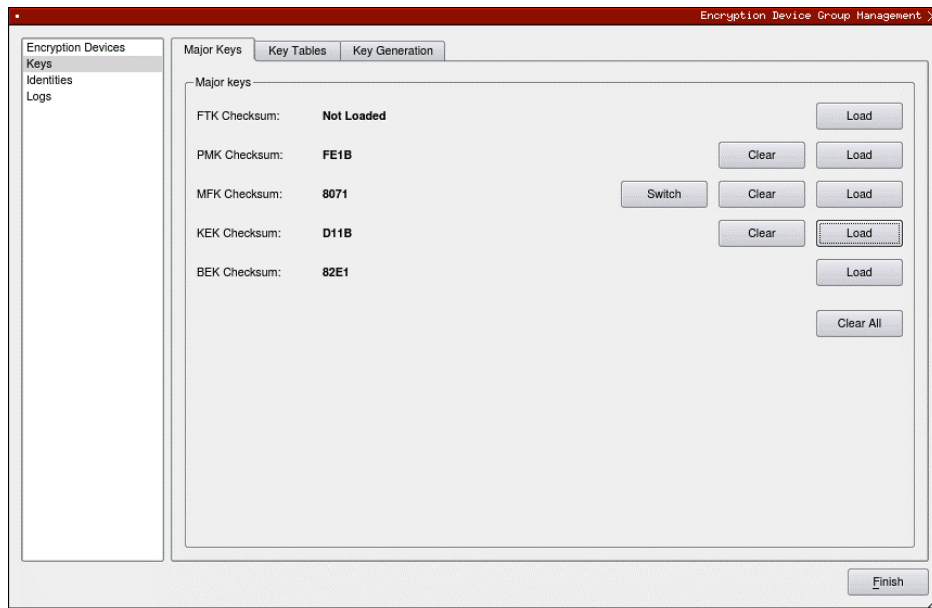 Encryption Device Group Management
Encryption Devices
Keys
Identities
Logs
Major Keys Key Tables Key Generation
Major keys
FTK Checksum: Not Loaded Load
PMK Checksum: FE1B Clear Load
MFK Checksum: 8071 Switch Clear Load
KEK Checksum: D11B Clear Load
BEK Checksum: 82E1 Load
Clear All
Finish